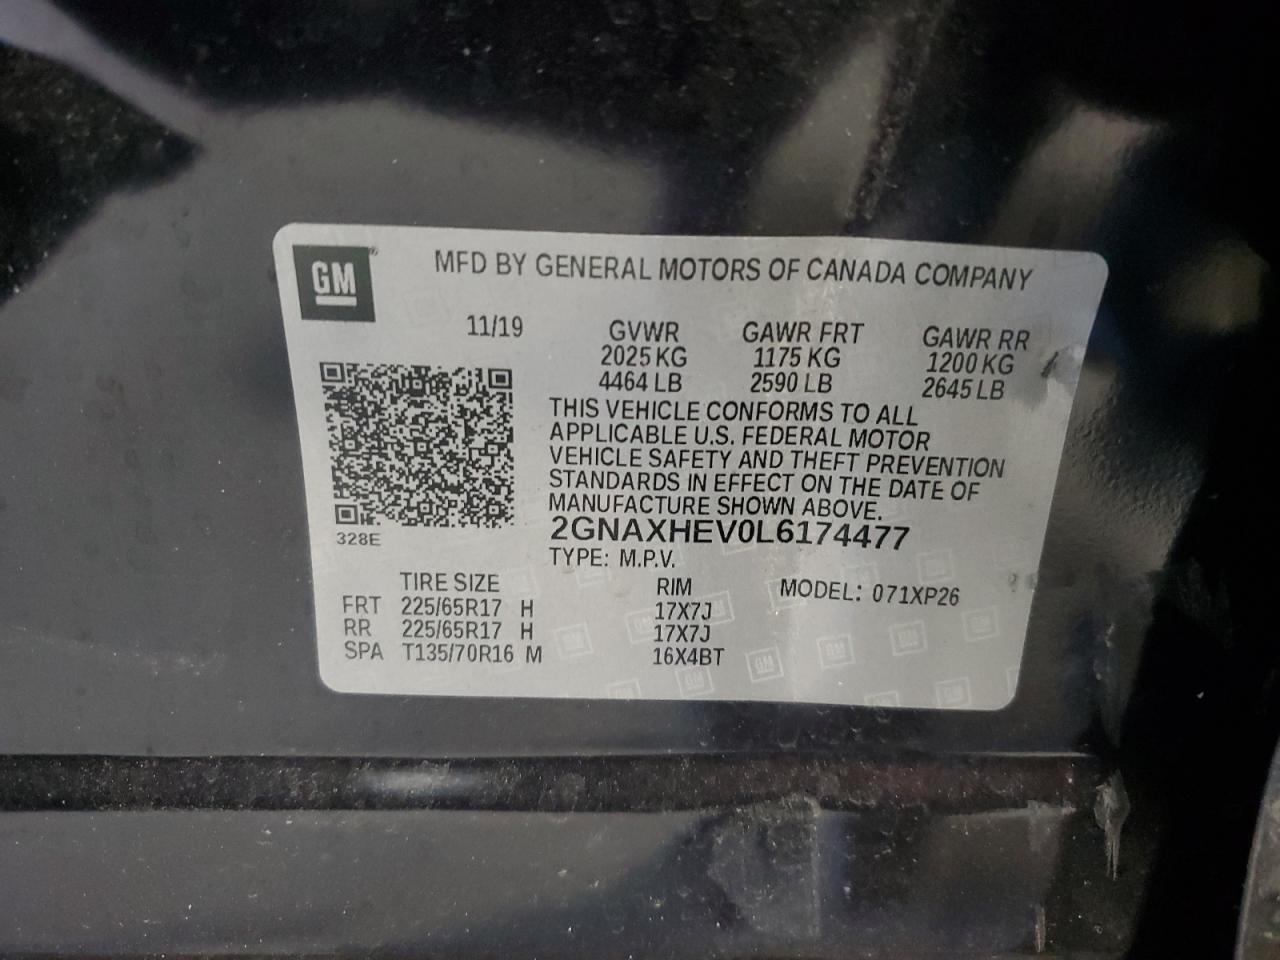 GM
MFD BY GENERAL MOTORS OF CANADA COMPANY
11/19 GVWR GAWR FRT GAWR RR
2025 KG 1175 KG 1200 KG
4464 LB 2590 LB 2645 LB
THIS VEHICLE CONFORMS TO ALL
APPLICABLE U.S. FEDERAL MOTOR
VEHICLE SAFETY AND THEFT PREVENTION
STANDARDS IN EFFECT ON THE DATE OF
MANUFACTURE SHOWN ABOVE.
2GNAXHEV0L6174477
328E
TYPE: M.P.V.
TIRE SIZE RIM MODEL: 071XP26
FRT 225/65R17 H 17X7J
RR 225/65R17 H 17X7J
SPA T135/70R16 M 16X4BT